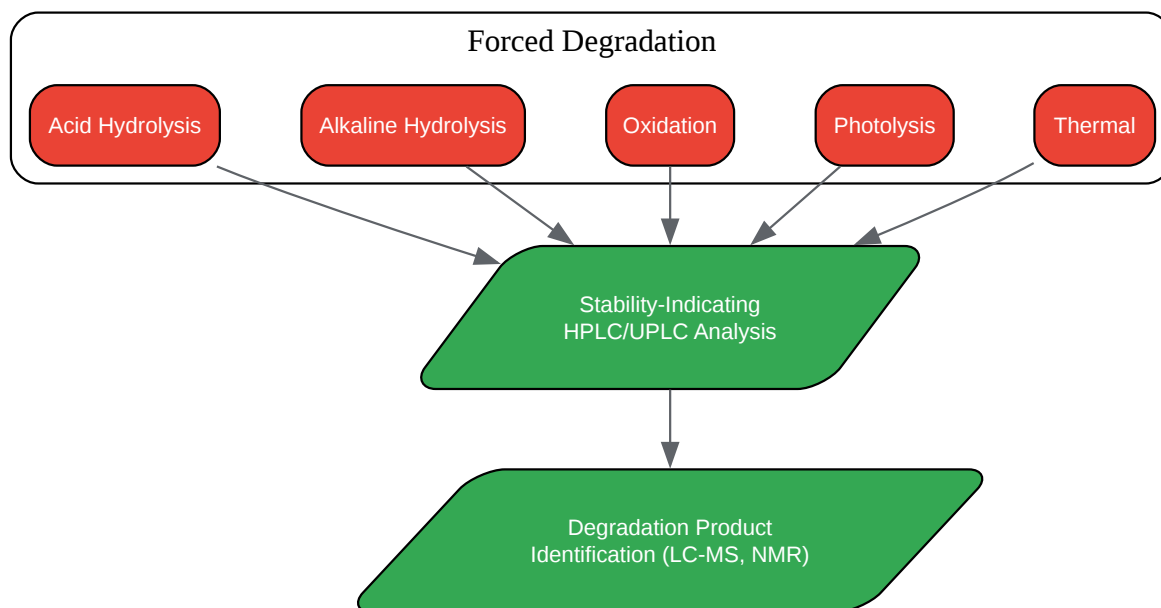 Forced Degradation
Acid Hydrolysis
Alkaline Hydrolysis
Oxidation
Photolysis
Thermal
Stability-Indicating
HPLC/UPLC Analysis
Degradation Product
Identification (LC-MS, NMR)